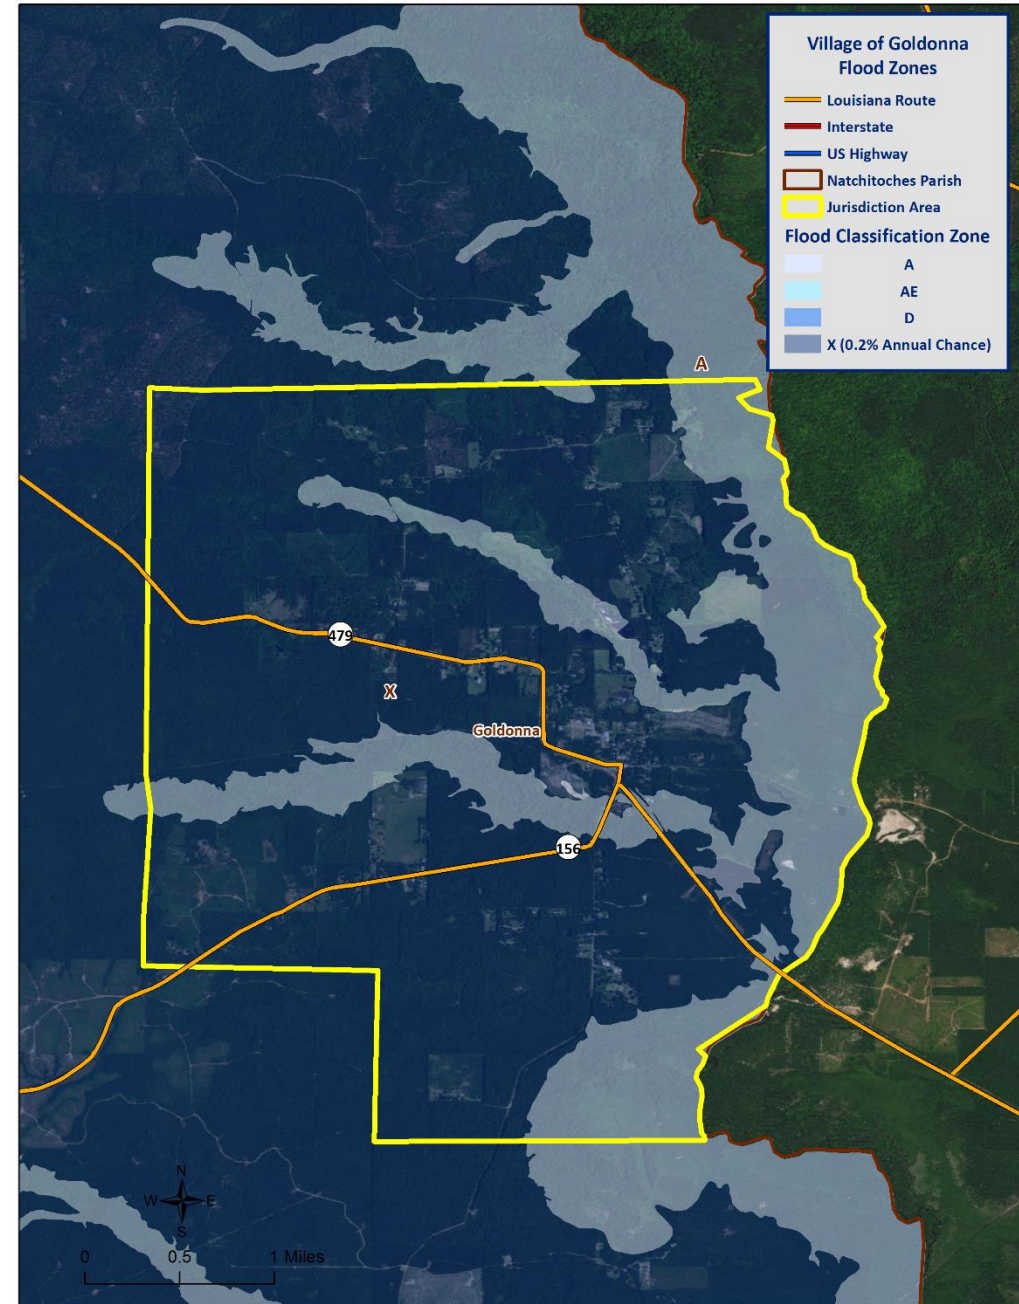 Village of Goldonna
Flood Zones
Louisiana Route
Interstate
US Highway
Natchitoches Parish
Jurisdiction Area
Flood Classification Zone
A
AE
D
X (0.2% Annual Chance)
A
479
X
Goldonna
156
N
W E
S
0 0.5 1 Miles